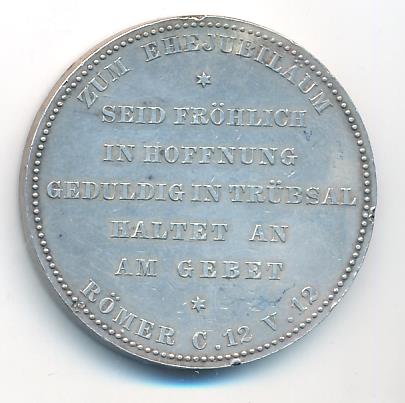 ZUM EHEJUBILÄUM
SEID FRÖHLICH
IN HOFFNUNG
GEDULDIG IN TRÜBSAL
HALTET AN
AM GEBET
RÖMER C. 12 V. 12